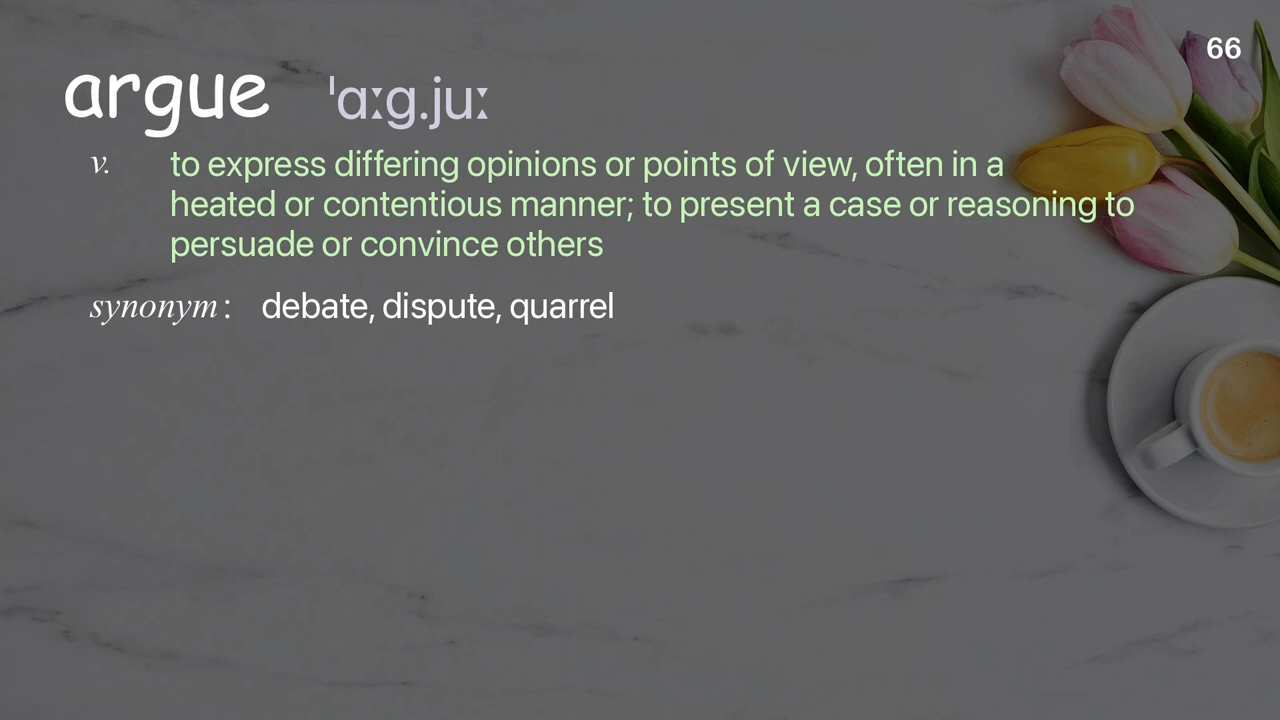 66
argue ˈɑːɡ.juː
v. to express differing opinions or points of view, often in a
heated or contentious manner; to present a case or reasoning to
persuade or convince others
synonym: debate, dispute, quarrel